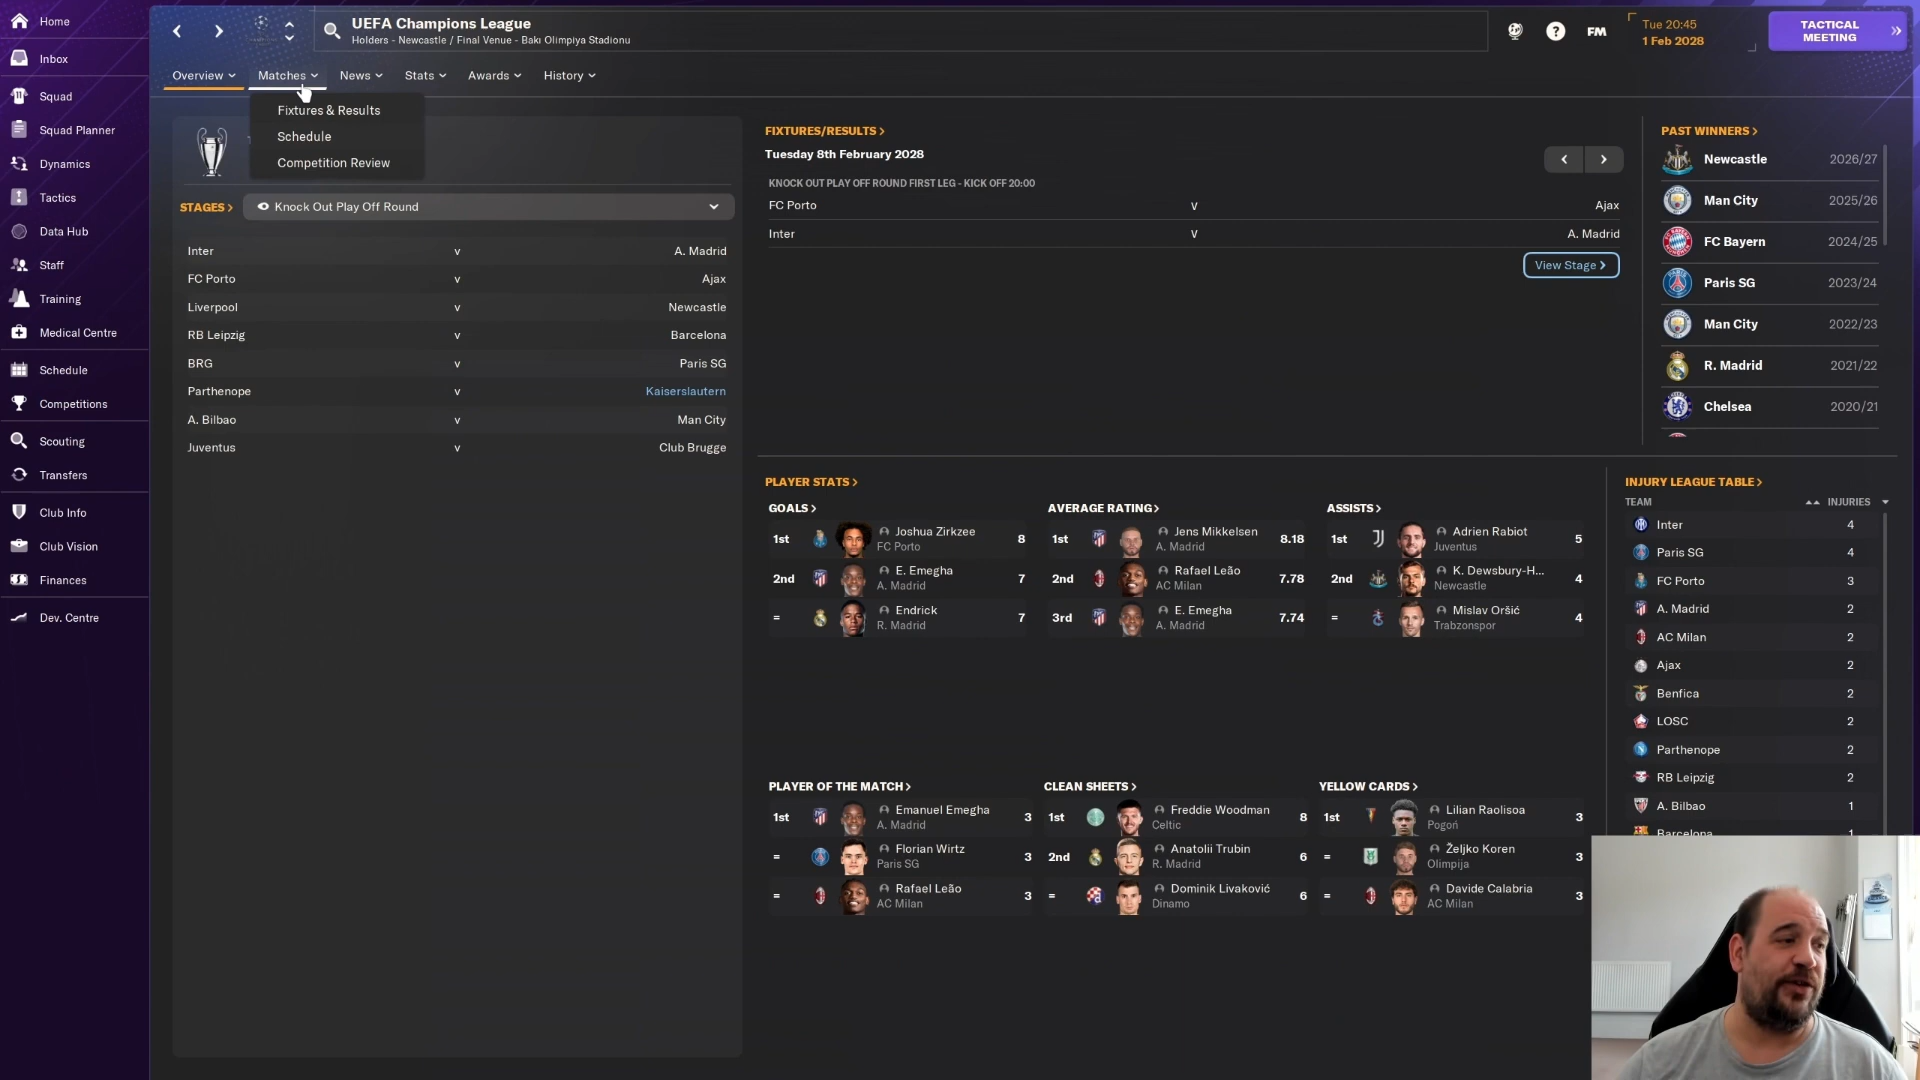 Home
Inbox
Squad
Squad Planner
Dynamics
Tactics
Data Hub
Staff
Training
Medical Centre
Schedule
Competitions
Scouting
Transfers
Club Info
Club Vision
Finances
Dev. Centre
UEFA Champions League
Holders - Newcastle / Final Venue - Bakı Olimpiya Stadionu
FM
Tue 20:45
1 Feb 2028
TACTICAL
MEETING
Overview Matches News Stats Awards History
Fixtures & Results
Schedule
Competition Review
STAGES
Knock Out Play Off Round
Inter v A. Madrid
FC Porto v Ajax
Liverpool v Newcastle
RB Leipzig v Barcelona
BRG v Paris SG
Parthenope v Kaiserslautern
A. Bilbao v Man City
Juventus v Club Brugge
FIXTURES/RESULTS
Tuesday 8th February 2028
KNOCK OUT PLAY OFF ROUND FIRST LEG - KICK OFF 20:00
FC Porto v Ajax
Inter v A. Madrid
View Stage
PAST WINNERS
Newcastle 2026/27
Man City 2025/26
FC Bayern 2024/25
Paris SG 2023/24
Man City 2022/23
R. Madrid 2021/22
Chelsea 2020/21
PLAYER STATS
GOALS
1st Joshua Zirkzee 8
FC Porto
2nd E. Emegha 7
A. Madrid
= Endrick 7
R. Madrid
AVERAGE RATING
1st Jens Mikkelsen 8.18
A. Madrid
2nd Rafael Leão 7.78
AC Milan
3rd E. Emegha 7.74
A. Madrid
ASSISTS
1st Adrien Rabiot 5
Juventus
2nd K. Dewsbury-H... 4
Newcastle
= Mislav Oršić 4
Trabzonspor
PLAYER OF THE MATCH
1st Emanuel Emegha 3
A. Madrid
= Florian Wirtz 3
Paris SG
= Rafael Leão 3
AC Milan
CLEAN SHEETS
1st Freddie Woodman 8
Celtic
2nd Anatolii Trubin 6
R. Madrid
= Dominik Livaković 6
Dinamo
YELLOW CARDS
1st Lilian Raolisoa 3
Pogoń
= Željko Koren 3
Olimpija
= Davide Calabria 3
AC Milan
INJURY LEAGUE TABLE
TEAM INJURIES
Inter 4
Paris SG 4
FC Porto 3
A. Madrid 2
AC Milan 2
Ajax 2
Benfica 2
LOSC 2
Parthenope 2
RB Leipzig 2
A. Bilbao 1
Barcelona 1